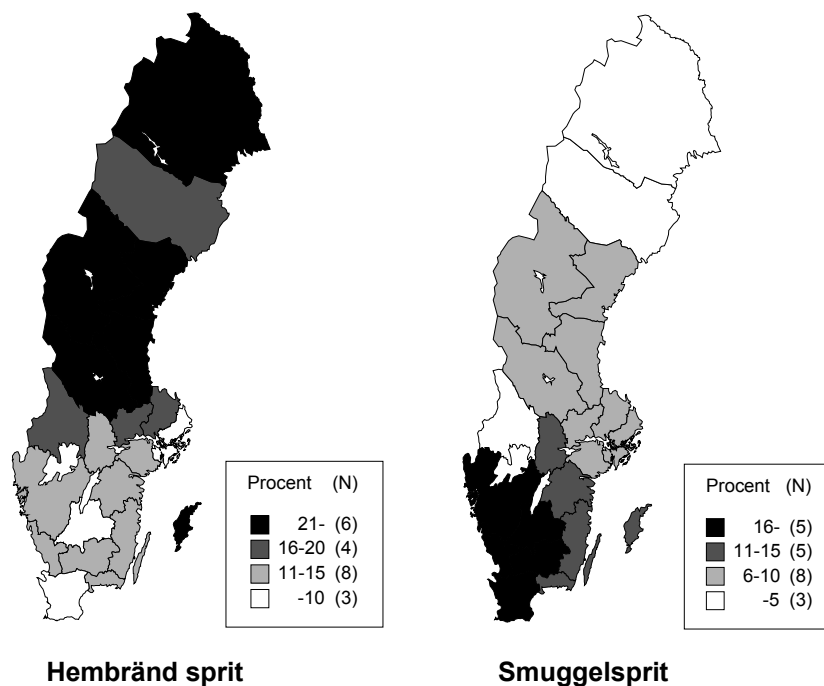 Procent (N)
21- (6)
16-20 (4)
11-15 (8)
-10 (3)
Hembränd sprit
Procent (N)
16- (5)
11-15 (5)
6-10 (8)
-5 (3)
Smuggelsprit